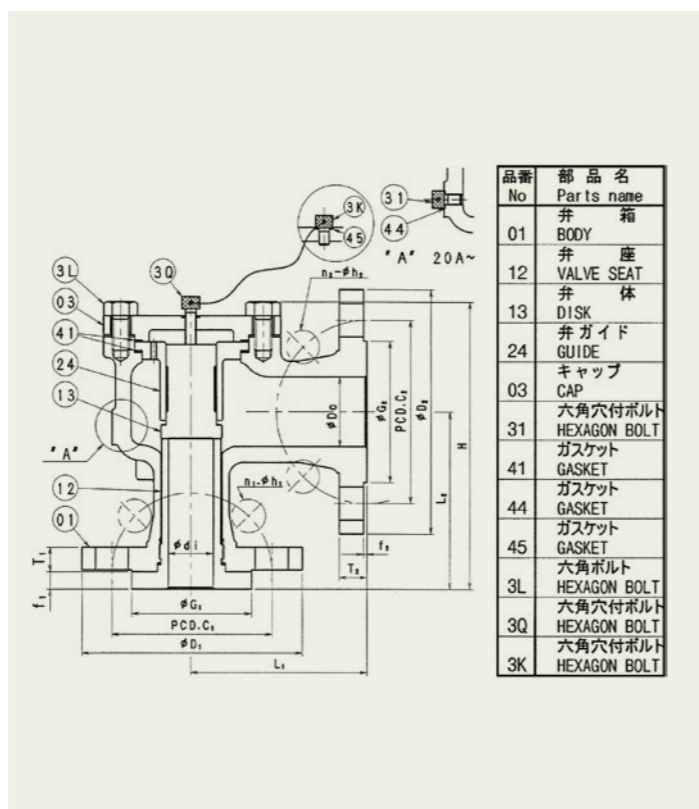 31
3K
45
44
"A" 20A~
3Q
3L
n₂-φh₂
03
41
24
φD₀
φG₂
PCD.C₂
φD₂
H
13
"A"
L₂
12
n₁-φh₁
01
T₁
φdi
f₂
T₂
f₁
φG₁
PCD.C₁
φD₁
L₁
品番 部 品 名
No Parts name
弁 箱
01 BODY
弁 座
12 VALVE SEAT
弁 体
13 DISK
弁ガイド
24 GUIDE
キャップ
03 CAP
六角穴付ボルト
31 HEXAGON BOLT
ガスケット
41 GASKET
ガスケット
44 GASKET
ガスケット
45 GASKET
六角ボルト
3L HEXAGON BOLT
六角穴付ボルト
3Q HEXAGON BOLT
六角穴付ボルト
3K HEXAGON BOLT